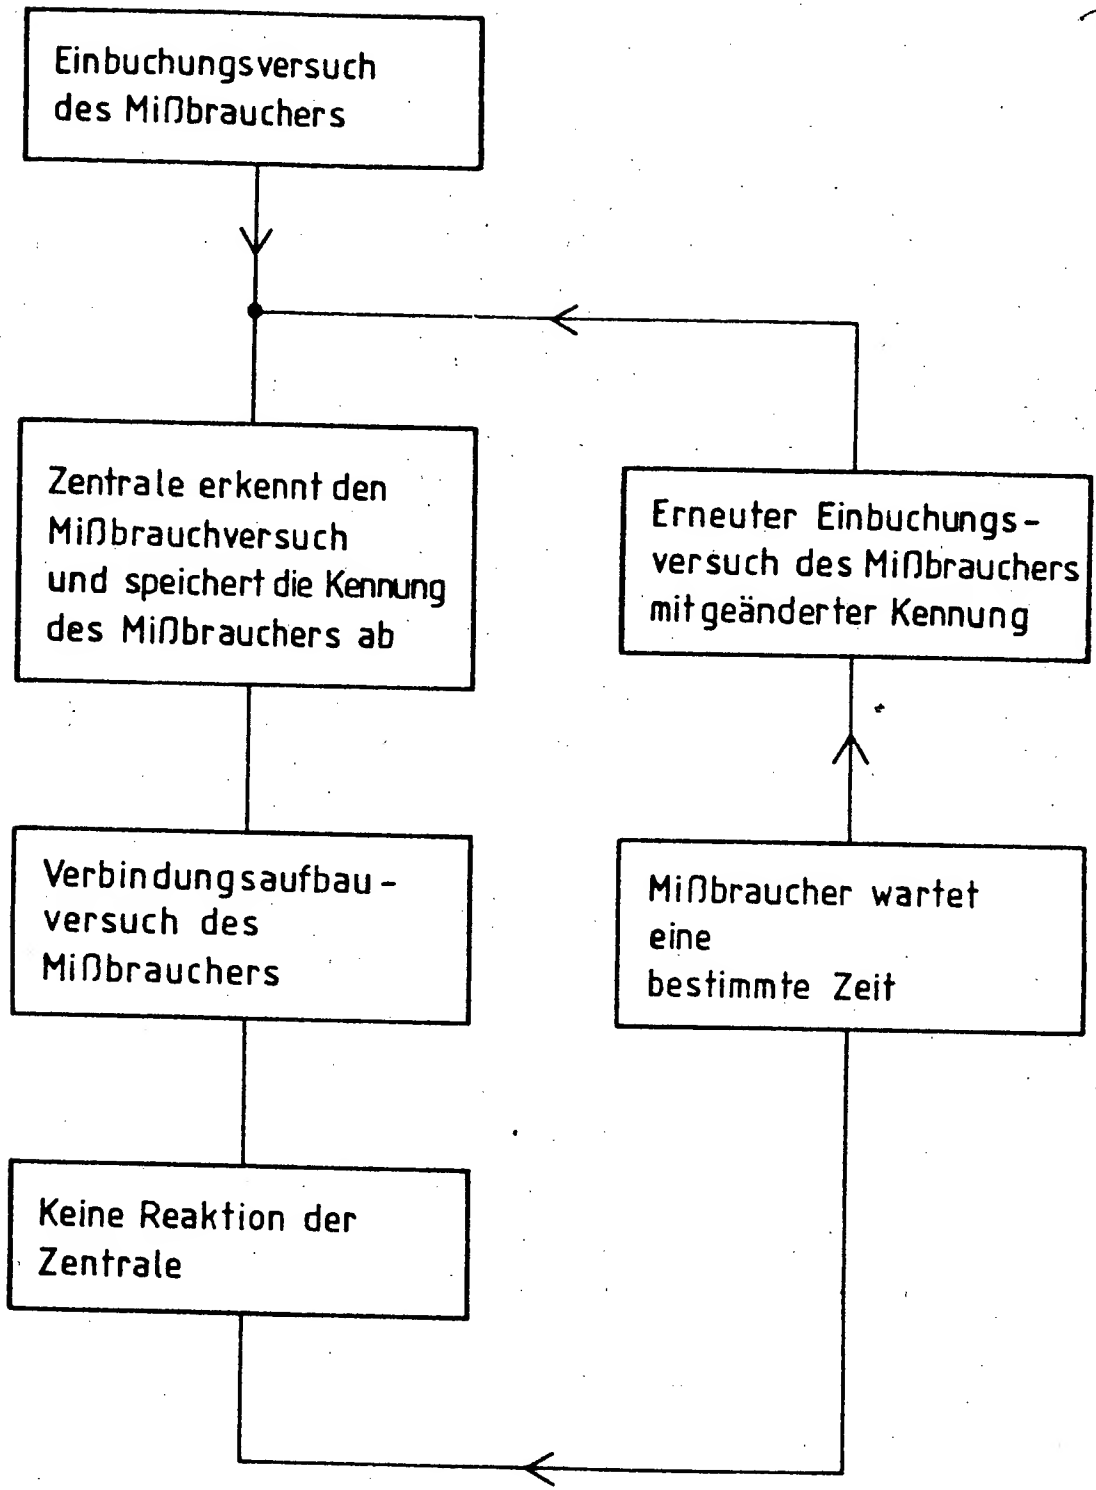 Einbuchungsversuch
des Mißbrauchers
Zentrale erkennt den
Mißbrauchversuch
und speichert die Kennung
des Mißbrauchers ab
Verbindungsaufbau-
versuch des
Mißbrauchers
Keine Reaktion der
Zentrale
Erneuter Einbuchungs-
versuch des Mißbrauchers
mit geänderter Kennung
Mißbraucher wartet
eine
bestimmte Zeit